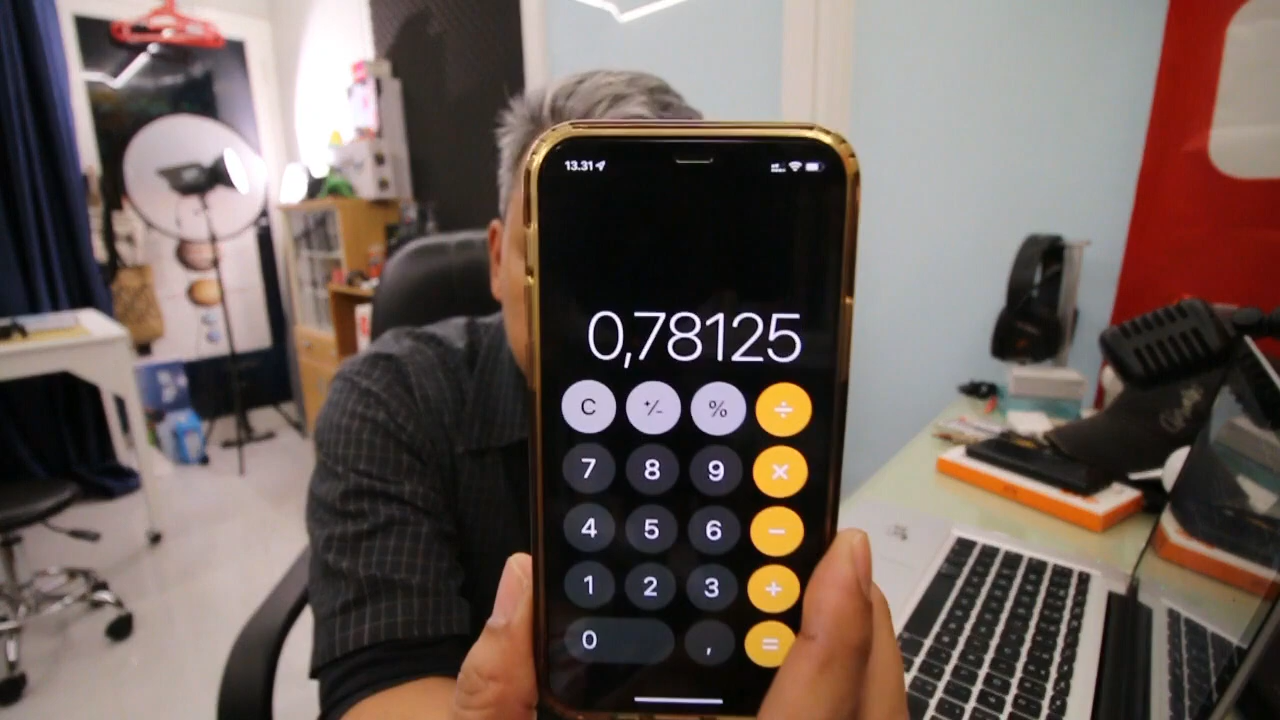 13.31
0,78125
C +/- % ÷
7 8 9 ×
4 5 6 −
1 2 3 +
0 , =